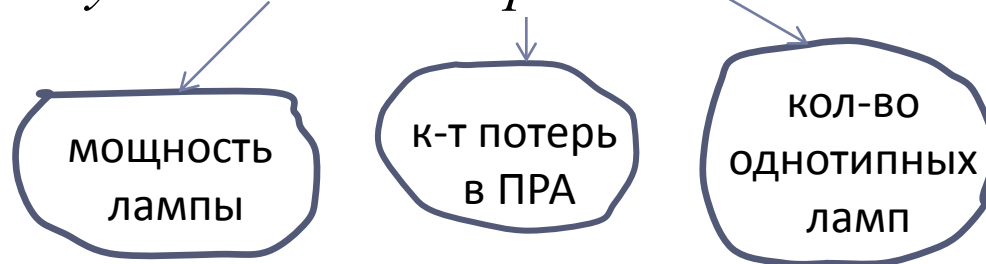 мощность
лампы
к-т потерь
в ПРА
кол-во
однотипных
ламп